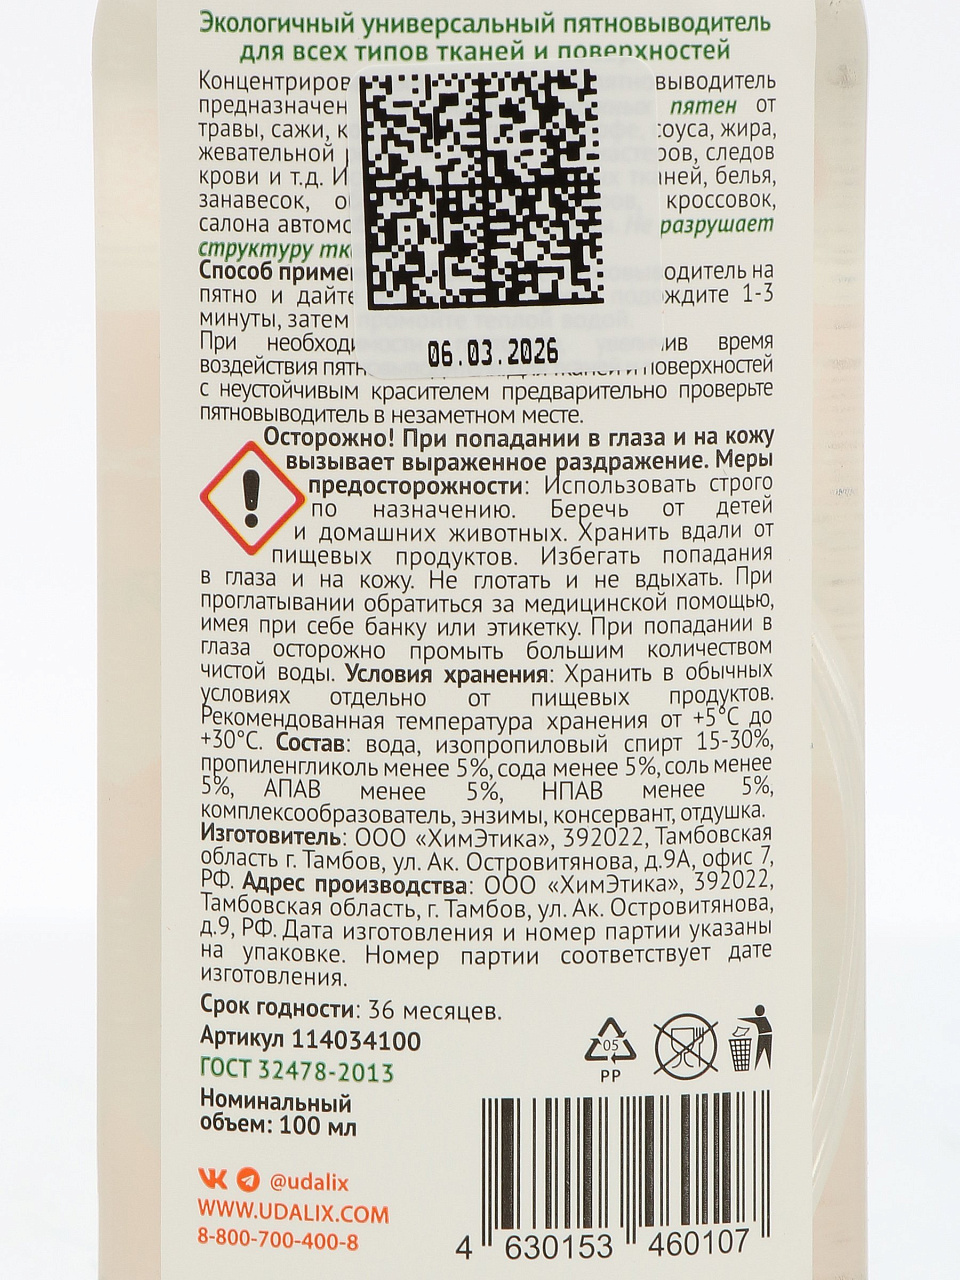 Экологичный универсальный пятновыводитель
для всех типов тканей и поверхностей
Концентриров выводитель
предназначен пятен от
травы, сажи, соуса, жира,
жевательной следов
крови и т.д. тканей, белья,
занавесок, кроссовок,
салона автомо Не разрушает
структуру тк
Способ приме водитель на
пятно и дайте 1-3
минуты, затем промойте теплой водой.
При необходимости время
воздействия поверхностей
с неустойчивым красителем предварительно проверьте
пятновыводитель в незаметном месте.
06.03.2026
Осторожно! При попадании в глаза и на кожу
вызывает выраженное раздражение. Меры
предосторожности: Использовать строго
по назначению. Беречь от детей
и домашних животных. Хранить вдали от
пищевых продуктов. Избегать попадания
в глаза и на кожу. Не глотать и не вдыхать. При
проглатывании обратиться за медицинской помощью,
имея при себе банку или этикетку. При попадании в
глаза осторожно промыть большим количеством
чистой воды. Условия хранения: Хранить в обычных
условиях отдельно от пищевых продуктов.
Рекомендованная температура хранения от +5°С до
+30°С. Состав: вода, изопропиловый спирт 15-30%,
пропиленгликоль менее 5%, сода менее 5%, соль менее
5%, АПАВ менее 5%, НПАВ менее 5%,
комплексообразователь, энзимы, консервант, отдушка.
Изготовитель: ООО «ХимЭтика», 392022, Тамбовская
область г. Тамбов, ул. Ак. Островитянова, д.9А, офис 7,
РФ. Адрес производства: ООО «ХимЭтика», 392022,
Тамбовская область, г. Тамбов, ул. Ак. Островитянова,
д.9, РФ. Дата изготовления и номер партии указаны
на упаковке. Номер партии соответствует дате
изготовления.
Срок годности: 36 месяцев.
Артикул 114034100
ГОСТ 32478-2013
Номинальный
объем: 100 мл
05
PP
@udalix
WWW.UDALIX.COM
8-800-700-400-8
4 630153 460107